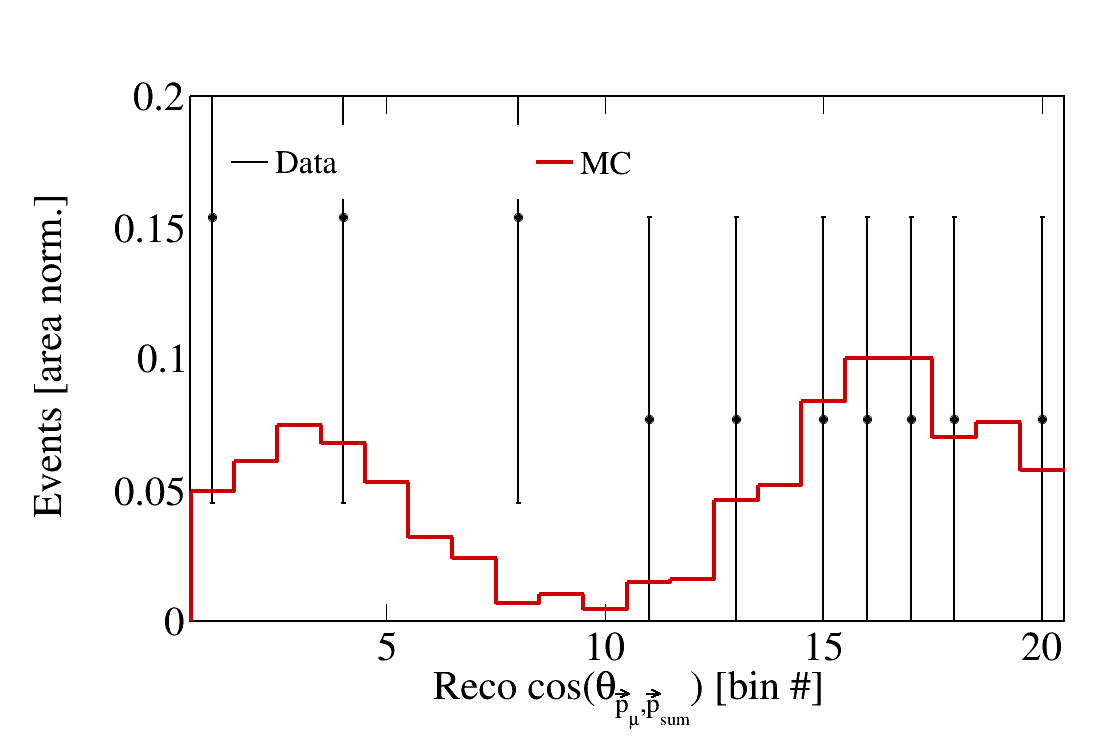 0.2
Data MC
0.15
0.1
0.05
0
Events [area norm.]
5 10 15 20
Reco cos(θ p⃗μ,p⃗sum) [bin #]